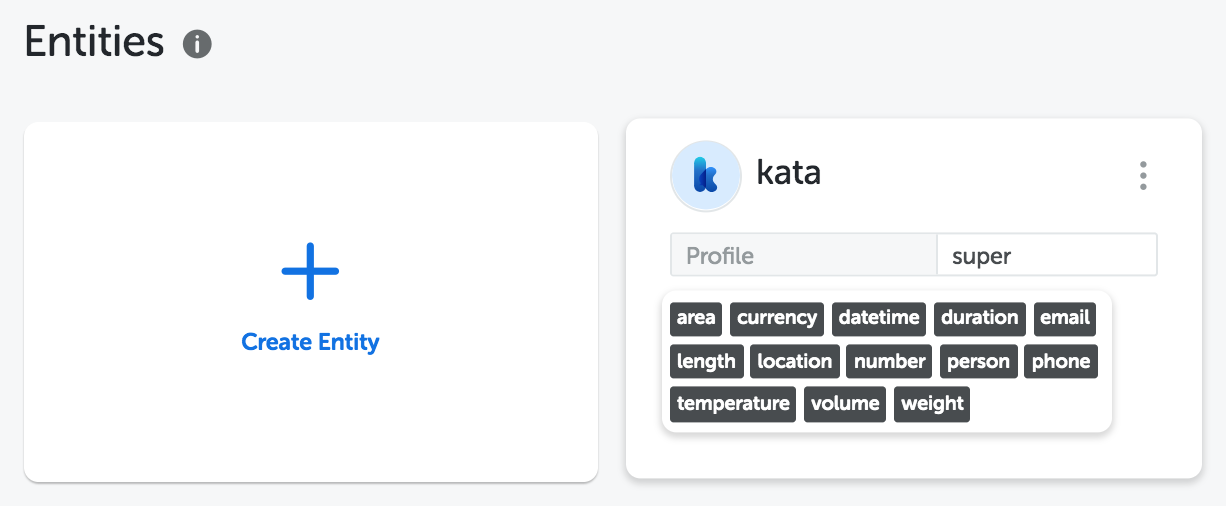 Entities
Create Entity
kata
Profile super
area currency datetime duration email
length location number person phone
temperature volume weight